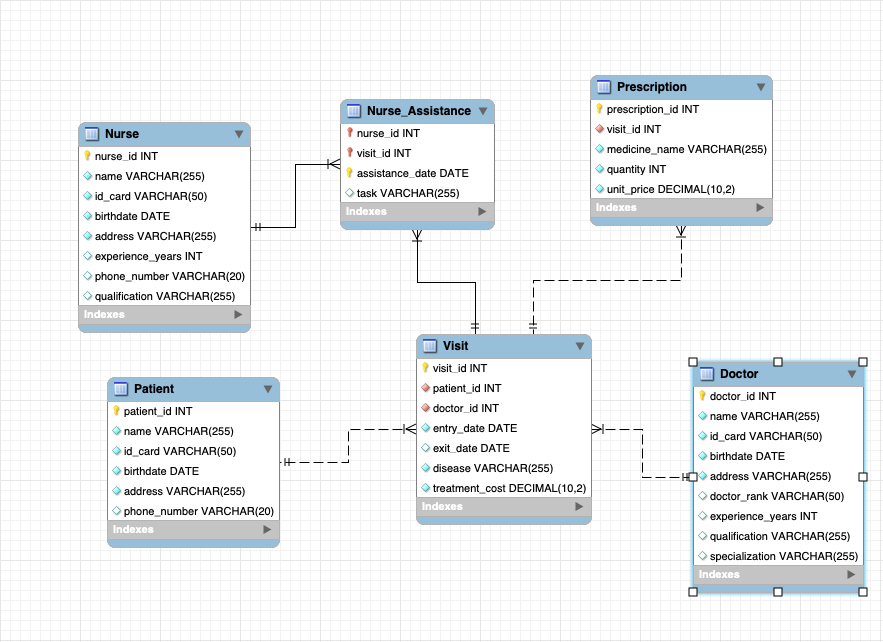 Nurse
nurse_id INT
name VARCHAR(255)
id_card VARCHAR(50)
birthdate DATE
address VARCHAR(255)
experience_years INT
phone_number VARCHAR(20)
qualification VARCHAR(255)
Indexes
Nurse_Assistance
nurse_id INT
visit_id INT
assistance_date DATE
task VARCHAR(255)
Indexes
Prescription
prescription_id INT
visit_id INT
medicine_name VARCHAR(255)
quantity INT
unit_price DECIMAL(10,2)
Indexes
Patient
patient_id INT
name VARCHAR(255)
id_card VARCHAR(50)
birthdate DATE
address VARCHAR(255)
phone_number VARCHAR(20)
Indexes
Visit
visit_id INT
patient_id INT
doctor_id INT
entry_date DATE
exit_date DATE
disease VARCHAR(255)
treatment_cost DECIMAL(10,2)
Indexes
Doctor
doctor_id INT
name VARCHAR(255)
id_card VARCHAR(50)
birthdate DATE
address VARCHAR(255)
doctor_rank VARCHAR(50)
experience_years INT
qualification VARCHAR(255)
specialization VARCHAR(255)
Indexes